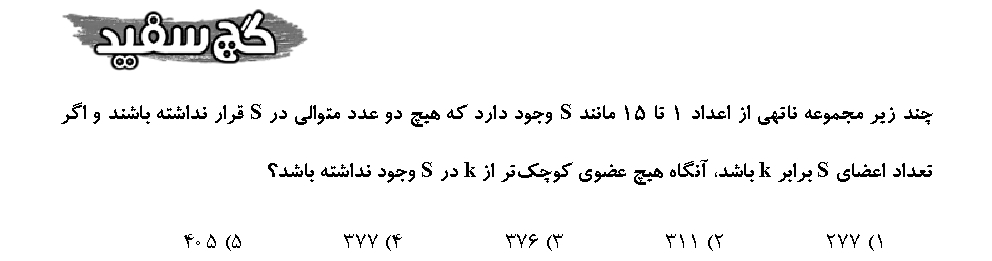 گچ سفید
چند زیر مجموعه ناتهی از اعداد ۱ تا ۱۵ مانند S وجود دارد که هیچ دو عدد متوالی در S قرار نداشته باشند و اگر
تعداد اعضای S برابر k باشد، آنگاه هیچ عضوی کوچک‌تر از k در S وجود نداشته باشد؟
۱) ۲۷۷ ۲) ۳۱۱ ۳) ۳۷۶ ۴) ۳۷۷ ۵) ۴۰۵